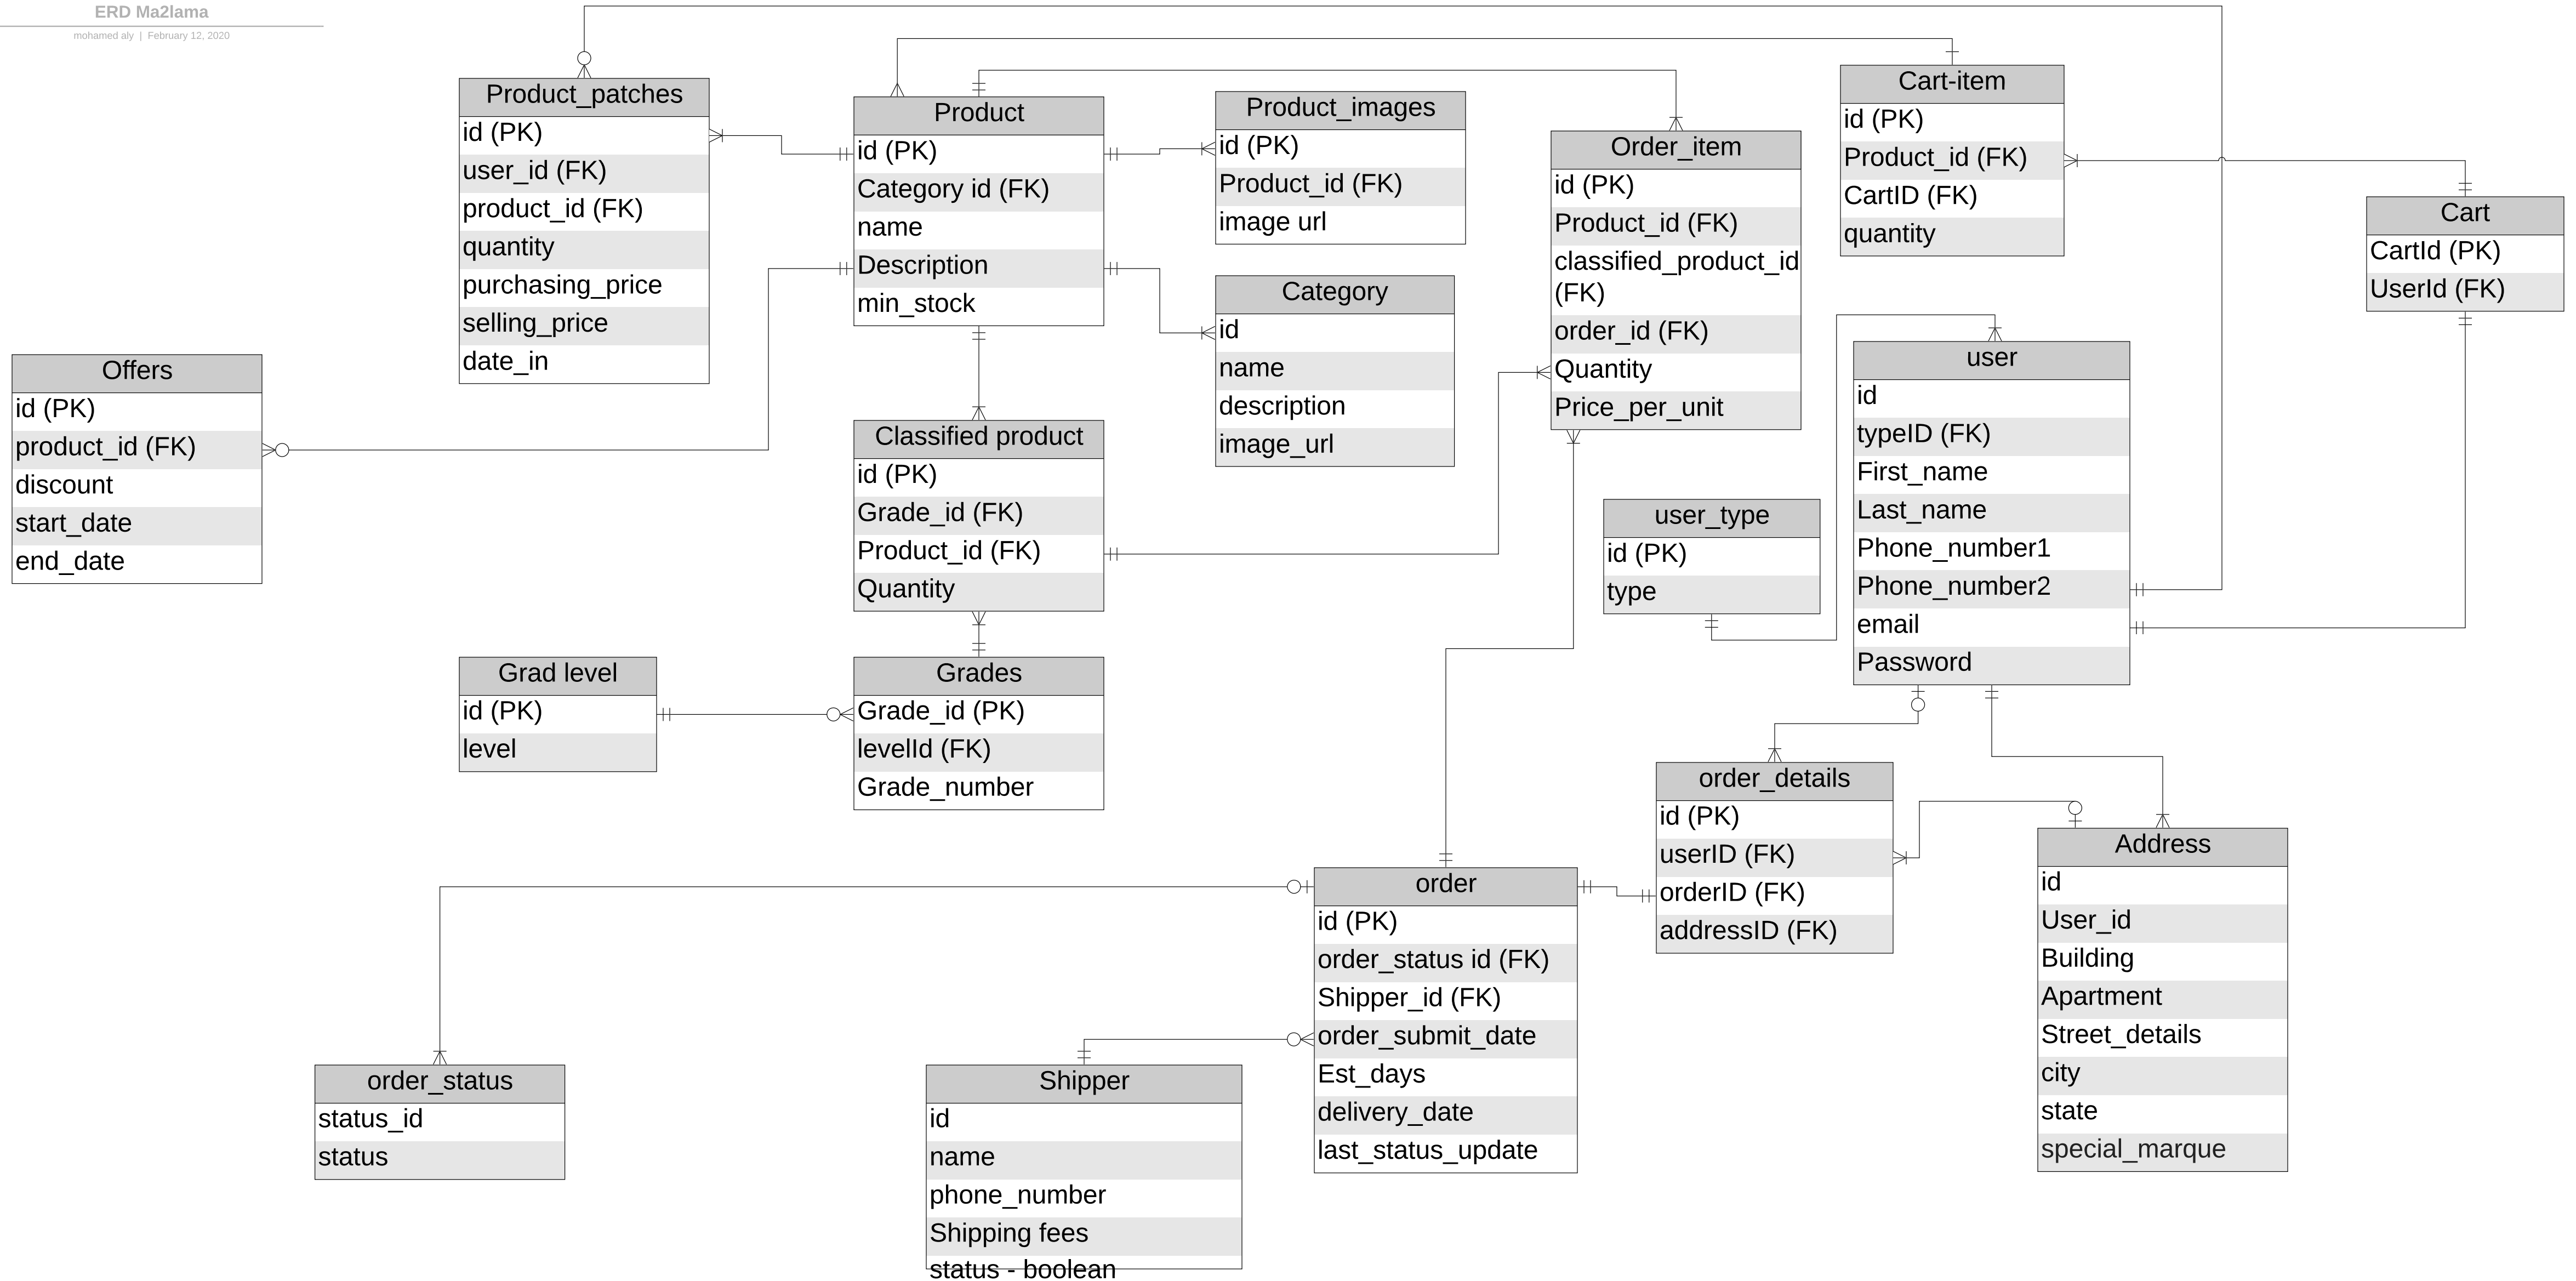 ERD Ma2lama
mohamed aly | February 12, 2020
Product_patches
id (PK)
user_id (FK)
product_id (FK)
quantity
purchasing_price
selling_price
date_in
Product
id (PK)
Category id (FK)
name
Description
min_stock
Product_images
id (PK)
Product_id (FK)
image url
Order_item
id (PK)
Product_id (FK)
classified_product_id
(FK)
order_id (FK)
Quantity
Price_per_unit
Cart-item
id (PK)
Product_id (FK)
CartID (FK)
quantity
Cart
CartId (PK)
UserId (FK)
Category
id
name
description
image_url
Offers
id (PK)
product_id (FK)
discount
start_date
end_date
Classified product
id (PK)
Grade_id (FK)
Product_id (FK)
Quantity
user_type
id (PK)
type
user
id
typeID (FK)
First_name
Last_name
Phone_number1
Phone_number2
email
Password
Grad level
id (PK)
level
Grades
Grade_id (PK)
levelId (FK)
Grade_number
order_details
id (PK)
userID (FK)
orderID (FK)
addressID (FK)
Address
id
User_id
Building
Apartment
Street_details
city
state
special_marque
order
id (PK)
order_status id (FK)
Shipper_id (FK)
order_submit_date
Est_days
delivery_date
last_status_update
order_status
status_id
status
Shipper
id
name
phone_number
Shipping fees
status - boolean